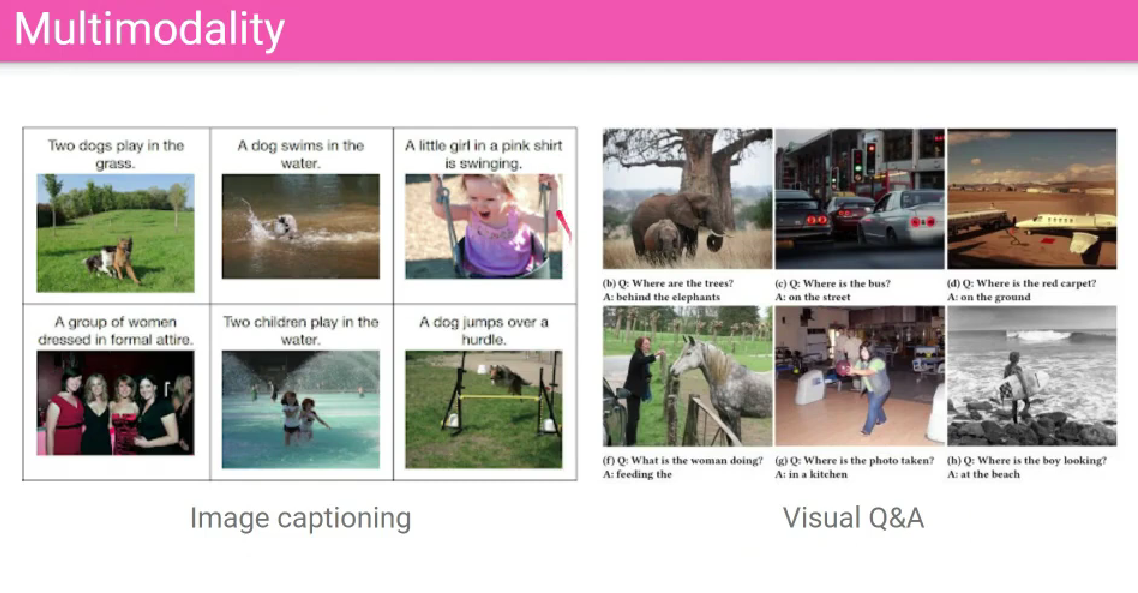 Multimodality
Two dogs play in the
grass.
A dog swims in the
water.
A little girl in a pink shirt
is swinging.
A group of women
dressed in formal attire.
Two children play in the
water.
A dog jumps over a
hurdle.
Image captioning
(b) Q: Where are the trees?
A: behind the elephants
(c) Q: Where is the bus?
A: on the street
(d) Q: Where is the red carpet?
A: on the ground
(f) Q: What is the woman doing?
A: feeding the
(g) Q: Where is the photo taken?
A: in a kitchen
(h) Q: Where is the boy looking?
A: at the beach
Visual Q&A